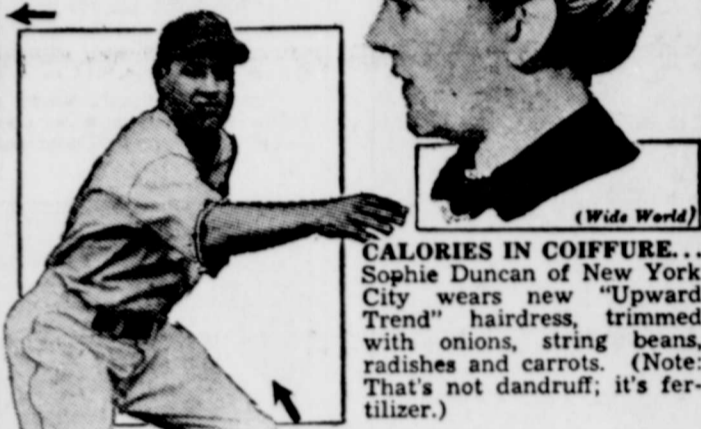 (Wide World)
CALORIES IN COIFFURE...
Sophie Duncan of New York
City wears new "Upward
Trend" hairdress, trimmed
with onions, string beans,
radishes and carrots. (Note:
That's not dandruff; it's fer-
tilizer.)